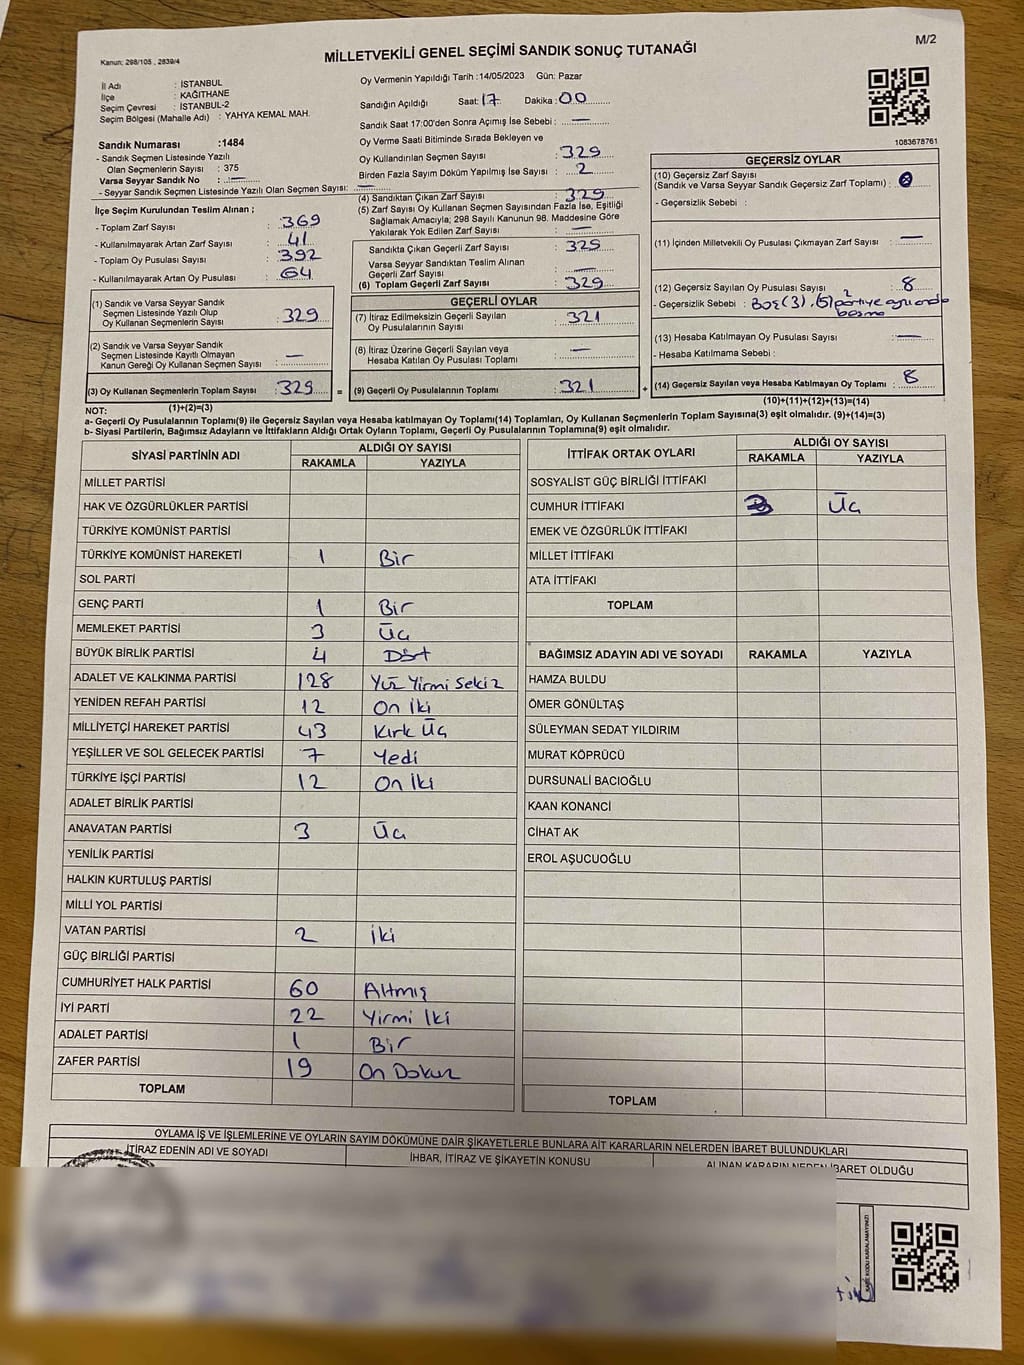 M/2
MİLLETVEKİLİ GENEL SEÇİMİ SANDIK SONUÇ TUTANAĞI
Kanun: 298/105 , 2839/4
İl Adı : İSTANBUL
İlçe : KAĞITHANE
Seçim Çevresi : İSTANBUL-2
Seçim Bölgesi (Mahalle Adı) : YAHYA KEMAL MAH.
Sandık Numarası :1484
- Sandık Seçmen Listesinde Yazılı
Olan Seçmenlerin Sayısı : 375
Varsa Seyyar Sandık No : —
- Seyyar Sandık Seçmen Listesinde Yazılı Olan Seçmen Sayısı: —
İlçe Seçim Kurulundan Teslim Alınan ;
- Toplam Zarf Sayısı : 369
- Kullanılmayarak Artan Zarf Sayısı : 41
- Toplam Oy Pusulası Sayısı : 392
- Kullanılmayarak Artan Oy Pusulası : 64
Oy Vermenin Yapıldığı Tarih :14/05/2023 Gün: Pazar
Sandığın Açıldığı Saat: 17 Dakika : 00
Sandık Saat 17:00'den Sonra Açılmış İse Sebebi : —
Oy Verme Saati Bitiminde Sırada Bekleyen ve
Oy Kullandırılan Seçmen Sayısı : 329
Birden Fazla Sayım Döküm Yapılmış İse Sayısı : 2
(4) Sandıktan Çıkan Zarf Sayısı : 329
(5) Zarf Sayısı Oy Kullanan Seçmen Sayısından Fazla İse, Eşitliği
Sağlamak Amacıyla; 298 Sayılı Kanunun 98. Maddesine Göre
Yakılarak Yok Edilen Zarf Sayısı : —
Sandıkta Çıkan Geçerli Zarf Sayısı : 329
Varsa Seyyar Sandıktan Teslim Alınan
Geçerli Zarf Sayısı : —
(6) Toplam Geçerli Zarf Sayısı : 329
1083678761
GEÇERSİZ OYLAR
(10) Geçersiz Zarf Sayısı
(Sandık ve Varsa Seyyar Sandık Geçersiz Zarf Toplamı) :
- Geçersizlik Sebebi :
(11) İçinden Milletvekili Oy Pusulası Çıkmayan Zarf Sayısı : —
(12) Geçersiz Sayılan Oy Pusulası Sayısı : 8
- Geçersizlik Sebebi : Boş(3), (5) 2 partiye aynı anda
basma
(13) Hesaba Katılmayan Oy Pusulası Sayısı : —
- Hesaba Katılmama Sebebi :
(14) Geçersiz Sayılan veya Hesaba Katılmayan Oy Toplamı : 8
(10)+(11)+(12)+(13)=(14)
(1) Sandık ve Varsa Seyyar Sandık
Seçmen Listesinde Yazılı Olup
Oy Kullanan Seçmenlerin Sayısı : 329
(2) Sandık ve Varsa Seyyar Sandık
Seçmen Listesinde Kayıtlı Olmayan
Kanun Gereği Oy Kullanan Seçmen Sayısı : —
(3) Oy Kullanan Seçmenlerin Toplam Sayısı : 329 =
(1)+(2)=(3)
GEÇERLİ OYLAR
(7) İtiraz Edilmeksizin Geçerli Sayılan
Oy Pusulalarının Sayısı : 321
(8) İtiraz Üzerine Geçerli Sayılan veya
Hesaba Katılan Oy Pusulası Toplamı : —
(9) Geçerli Oy Pusulalarının Toplamı : 321 +
NOT:
a- Geçerli Oy Pusulalarının Toplamı(9) ile Geçersiz Sayılan veya Hesaba katılmayan Oy Toplamı(14) Toplamları, Oy Kullanan Seçmenlerin Toplam Sayısına(3) eşit olmalıdır. (9)+(14)=(3)
b- Siyasi Partilerin, Bağımsız Adayların ve İttifakların Aldığı Ortak Oyların Toplamı, Geçerli Oy Pusulalarının Toplamına(9) eşit olmalıdır.
SİYASİ PARTİNİN ADI ALDIĞI OY SAYISI
RAKAMLA YAZIYLA
MİLLET PARTİSİ
HAK VE ÖZGÜRLÜKLER PARTİSİ
TÜRKİYE KOMÜNİST PARTİSİ
TÜRKİYE KOMÜNİST HAREKETİ 1 Bir
SOL PARTİ
GENÇ PARTİ 1 Bir
MEMLEKET PARTİSİ 3 Üç
BÜYÜK BİRLİK PARTİSİ 4 Dört
ADALET VE KALKINMA PARTİSİ 128 Yüz Yirmi Sekiz
YENİDEN REFAH PARTİSİ 12 On İki
MİLLİYETÇİ HAREKET PARTİSİ 43 Kırk Üç
YEŞİLLER VE SOL GELECEK PARTİSİ 7 Yedi
TÜRKİYE İŞÇİ PARTİSİ 12 On İki
ADALET BİRLİK PARTİSİ
ANAVATAN PARTİSİ 3 Üç
YENİLİK PARTİSİ
HALKIN KURTULUŞ PARTİSİ
MİLLİ YOL PARTİSİ
VATAN PARTİSİ 2 İki
GÜÇ BİRLİĞİ PARTİSİ
CUMHURİYET HALK PARTİSİ 60 Altmış
İYİ PARTİ 22 Yirmi İki
ADALET PARTİSİ 1 Bir
ZAFER PARTİSİ 19 On Dokuz
TOPLAM
İTTİFAK ORTAK OYLARI ALDIĞI OY SAYISI
RAKAMLA YAZIYLA
SOSYALİST GÜÇ BİRLİĞİ İTTİFAKI
CUMHUR İTTİFAKI 3 Üç
EMEK VE ÖZGÜRLÜK İTTİFAKI
MİLLET İTTİFAKI
ATA İTTİFAKI
TOPLAM
BAĞIMSIZ ADAYIN ADI VE SOYADI RAKAMLA YAZIYLA
HAMZA BULDU
ÖMER GÖNÜLTAŞ
SÜLEYMAN SEDAT YILDIRIM
MURAT KÖPRÜCÜ
DURSUNALİ BACIOĞLU
KAAN KONANCİ
CİHAT AK
EROL AŞUCUOĞLU
TOPLAM
OYLAMA İŞ VE İŞLEMLERİNE VE OYLARIN SAYIM DÖKÜMÜNE DAİR ŞİKAYETLERLE BUNLARA AİT KARARLARIN NELERDEN İBARET BULUNDUKLARI
İTİRAZ EDENİN ADI VE SOYADI İHBAR, İTİRAZ VE ŞİKAYETİN KONUSU ALINAN KARARIN NEDEN İBARET OLDUĞU